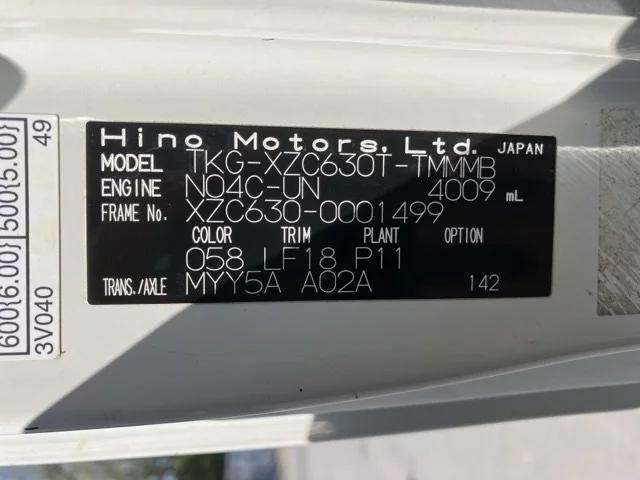 Hino Motors, Ltd. JAPAN
MODEL TKG-XZC630T-TMMMB
ENGINE N04C-UN 4009 mL
FRAME No. XZC630-0001499
COLOR TRIM PLANT OPTION
058 LF18 P11
TRANS./AXLE MYY5A A02A 142
600{6.00} 500{5.00}
3V040 49